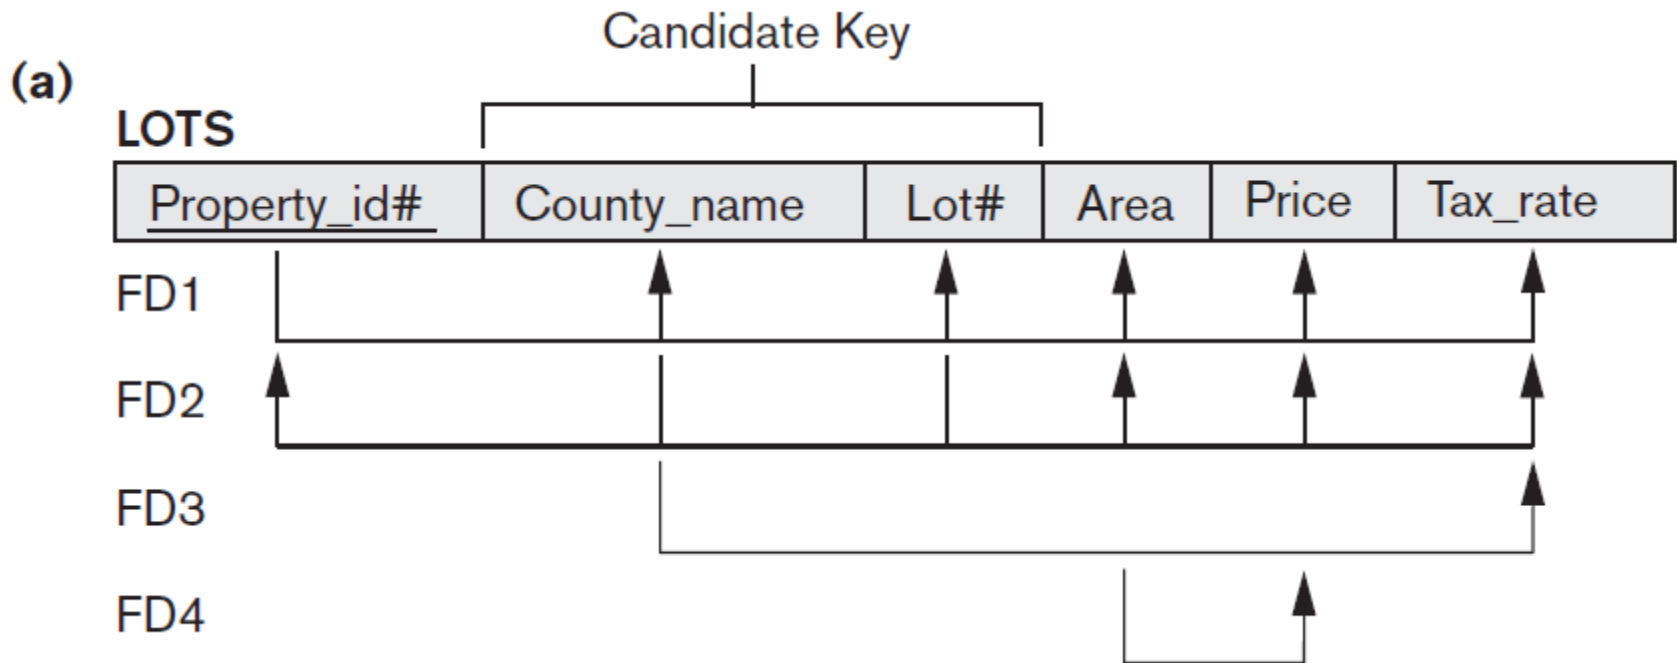 Candidate Key
(a)
LOTS
Property_id# County_name Lot# Area Price Tax_rate
FD1
FD2
FD3
FD4